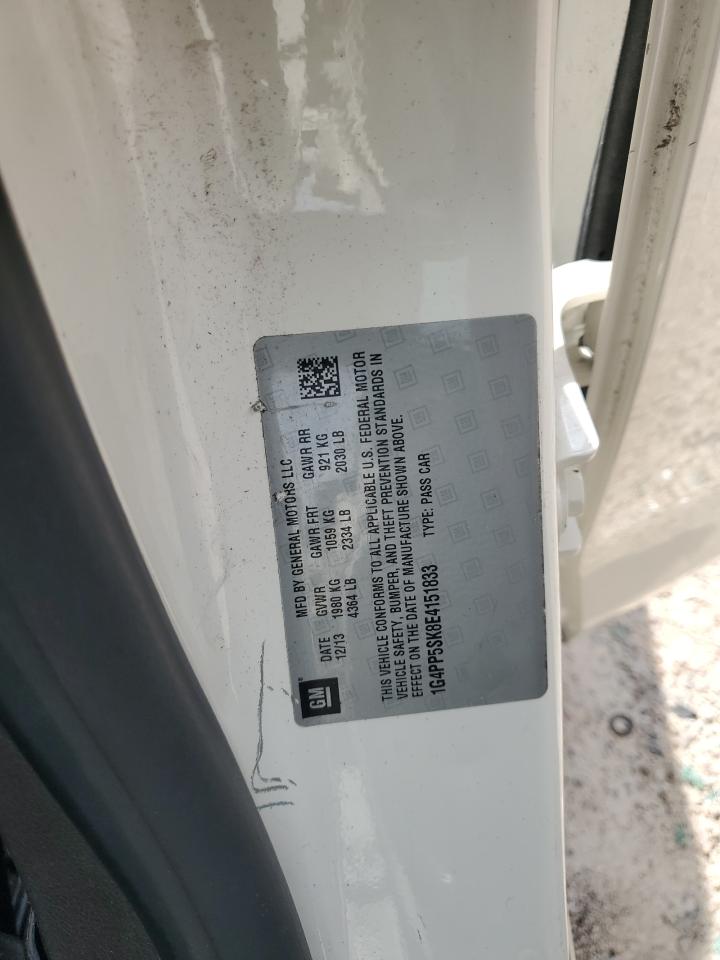 MFD BY GENERAL MOTORS LLC
DATE GVWR GAWR FRT GAWR RR
12/13 1980 KG 1059 KG 921 KG
4364 LB 2334 LB 2030 LB
GM
THIS VEHICLE CONFORMS TO ALL APPLICABLE U.S. FEDERAL MOTOR
VEHICLE SAFETY, BUMPER, AND THEFT PREVENTION STANDARDS IN
EFFECT ON THE DATE OF MANUFACTURE SHOWN ABOVE.
1G4PP5SK8E4151833 TYPE: PASS CAR